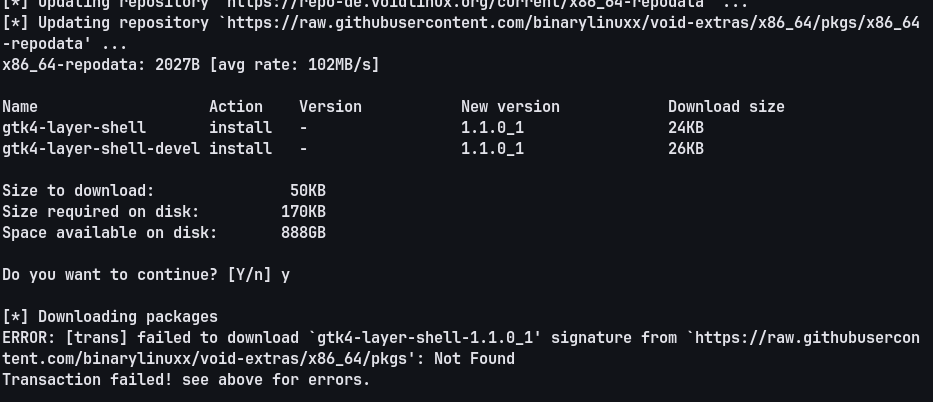 [*] Updating repository `https://repo-de.voidlinux.org/current/x86_64-repodata' ...
[*] Updating repository `https://raw.githubusercontent.com/binarylinuxx/void-extras/x86_64/pkgs/x86_64
-repodata' ...
x86_64-repodata: 2027B [avg rate: 102MB/s]
Name Action Version New version Download size
gtk4-layer-shell install - 1.1.0_1 24KB
gtk4-layer-shell-devel install - 1.1.0_1 26KB
Size to download: 50KB
Size required on disk: 170KB
Space available on disk: 888GB
Do you want to continue? [Y/n] y
[*] Downloading packages
ERROR: [trans] failed to download `gtk4-layer-shell-1.1.0_1' signature from `https://raw.githubusercon
tent.com/binarylinuxx/void-extras/x86_64/pkgs': Not Found
Transaction failed! see above for errors.